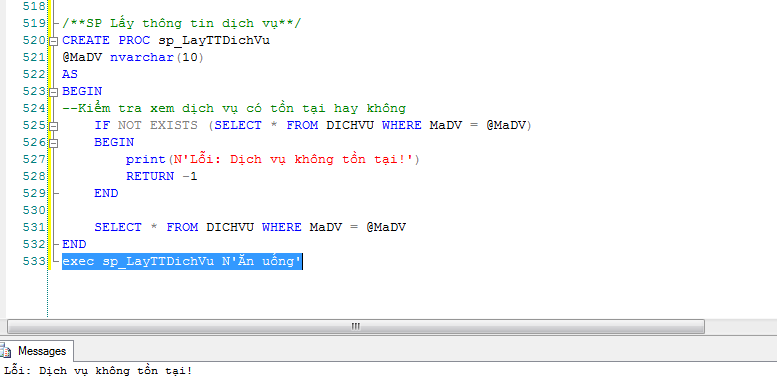 518
519 /**SP Lấy thông tin dịch vụ**/
520 CREATE PROC sp_LayTTDichVu
521 @MaDV nvarchar(10)
522 AS
523 BEGIN
524 --Kiểm tra xem dịch vụ có tồn tại hay không
525 IF NOT EXISTS (SELECT * FROM DICHVU WHERE MaDV = @MaDV)
526 BEGIN
527 print(N'Lỗi: Dịch vụ không tồn tại!')
528 RETURN -1
529 END
530
531 SELECT * FROM DICHVU WHERE MaDV = @MaDV
532 END
533 exec sp_LayTTDichVu N'Ăn uống'
Messages
Lỗi: Dịch vụ không tồn tại!